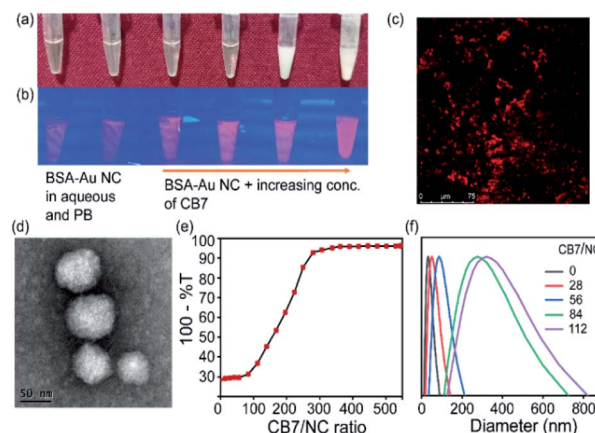 (a)
(b)
BSA-Au NC
in aqueous
and PB
BSA-Au NC + increasing conc.
of CB7
(c)
0 µm 75
(d)
50 nm
(e)
100 - %T
100
90
80
70
60
50
40
30
0 100 200 300 400 500
CB7/NC ratio
(f)
CB7/NC
0
28
56
84
112
0 200 400 600 800
Diameter (nm)